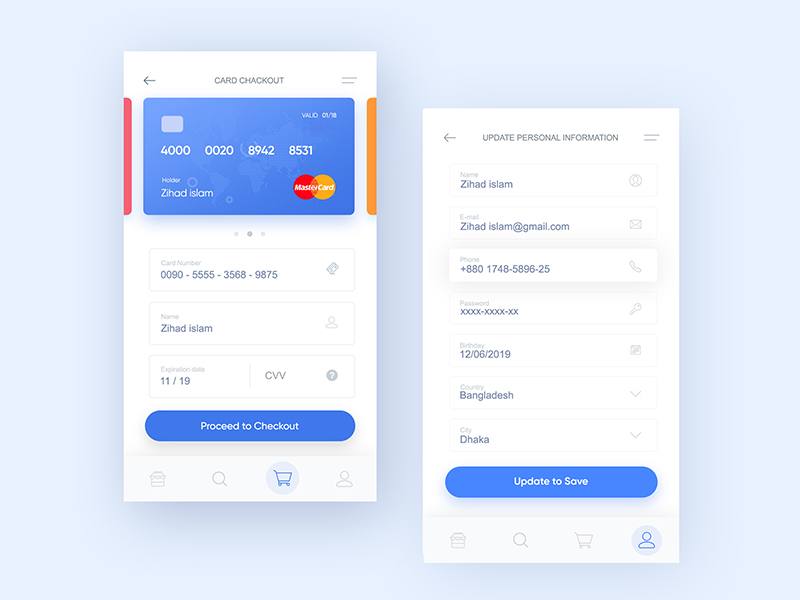 CARD CHACKOUT
VALID 01/18
4000 0020 8942 8531
Holder
Zihad islam
MasterCard
Card Number
0090 - 5555 - 3568 - 9875
Name
Zihad islam
Expiration date
11 / 19
CVV
?
Proceed to Checkout
UPDATE PERSONAL INFORMATION
Name
Zihad islam
E-mail
Zihad islam@gmail.com
Phone
+880 1748-5896-25
Password
xxxx-xxxx-xx
Birthday
12/06/2019
Country
Bangladesh
City
Dhaka
Update to Save